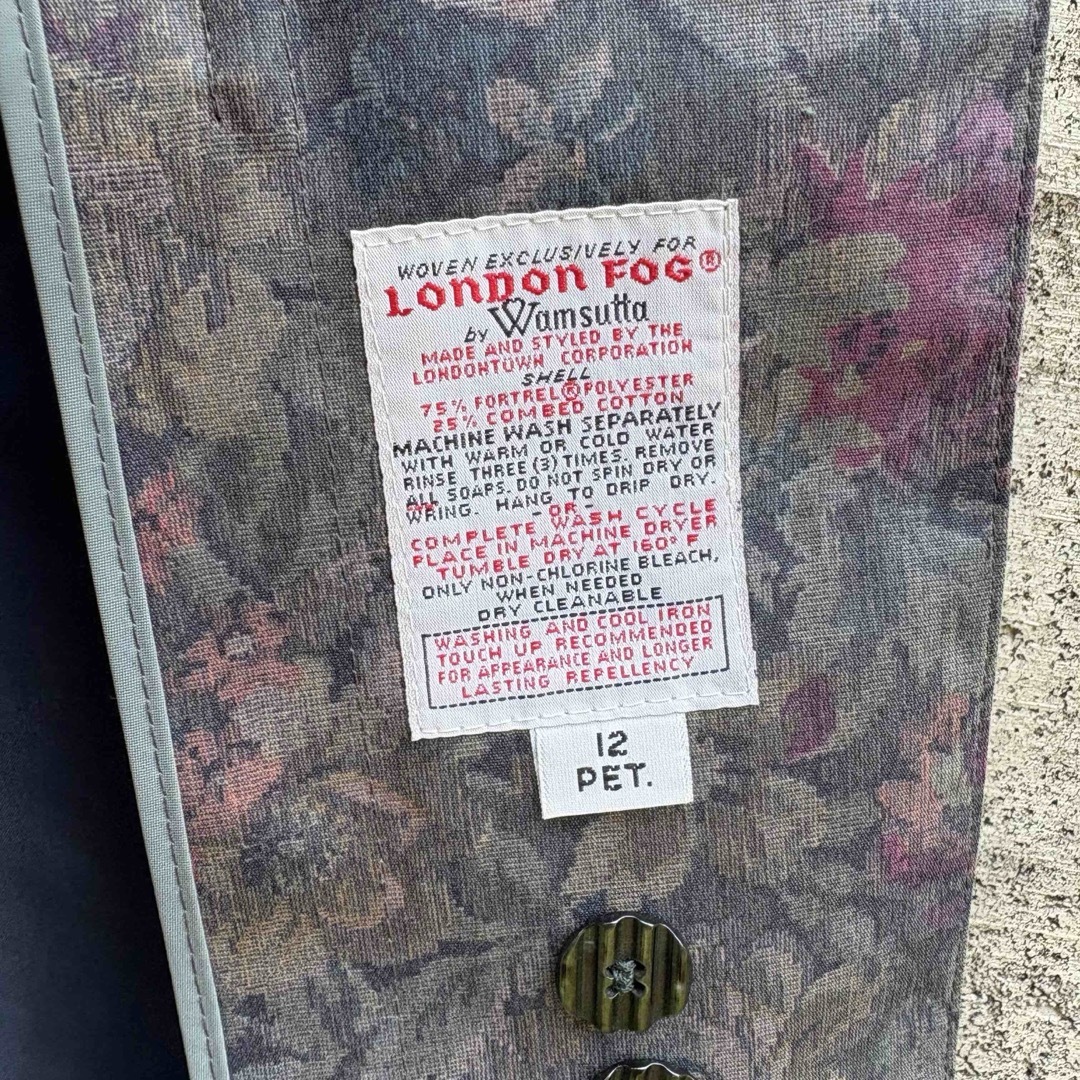 WOVEN EXCLUSIVELY FOR
LONDON FOG®
by Wamsutta
MADE AND STYLED BY THE
LONDONTOWN CORPORATION
SHELL
75% FORTREL® POLYESTER
25% COMBED COTTON
MACHINE WASH SEPARATELY
WITH WARM OR COLD WATER
RINSE THREE (3) TIMES. REMOVE
ALL SOAPS. DO NOT SPIN DRY OR
WRING. HANG TO DRIP DRY.
-OR-
COMPLETE WASH CYCLE
PLACE IN MACHINE DRYER
TUMBLE DRY AT 160° F
ONLY NON-CHLORINE BLEACH,
WHEN NEEDED
DRY CLEANABLE
WASHING AND COOL IRON
TOUCH UP RECOMMENDED
FOR APPEARANCE AND LONGER
LASTING REPELLENCY
12
PET.